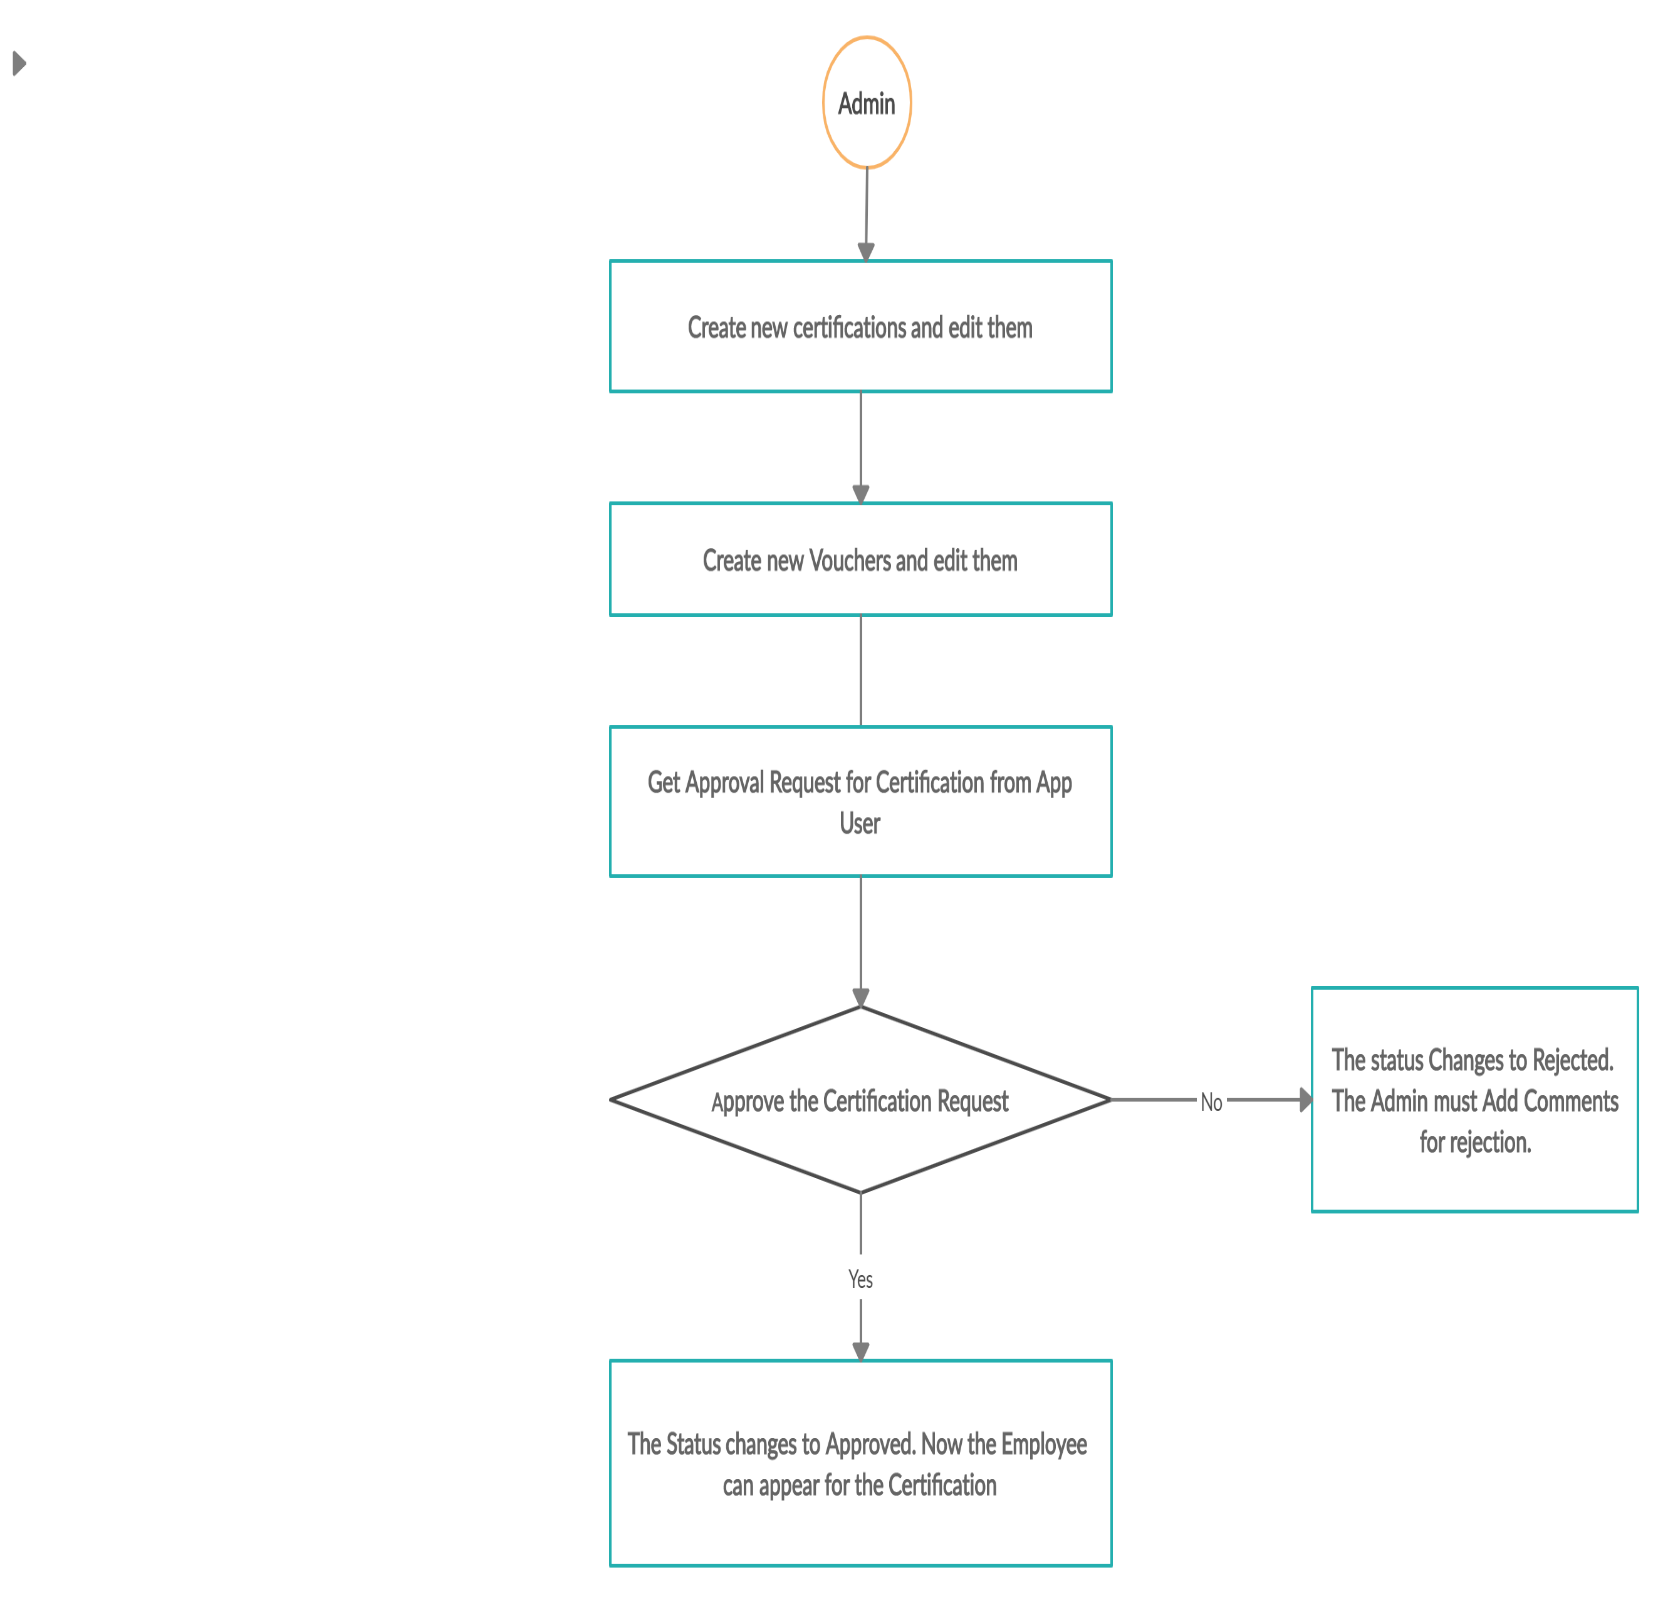 Admin
Create new certifications and edit them
Create new Vouchers and edit them
Get Approval Request for Certification from App
User
Approve the Certification Request
No
The status Changes to Rejected.
The Admin must Add Comments
for rejection.
Yes
The Status changes to Approved. Now the Employee
can appear for the Certification